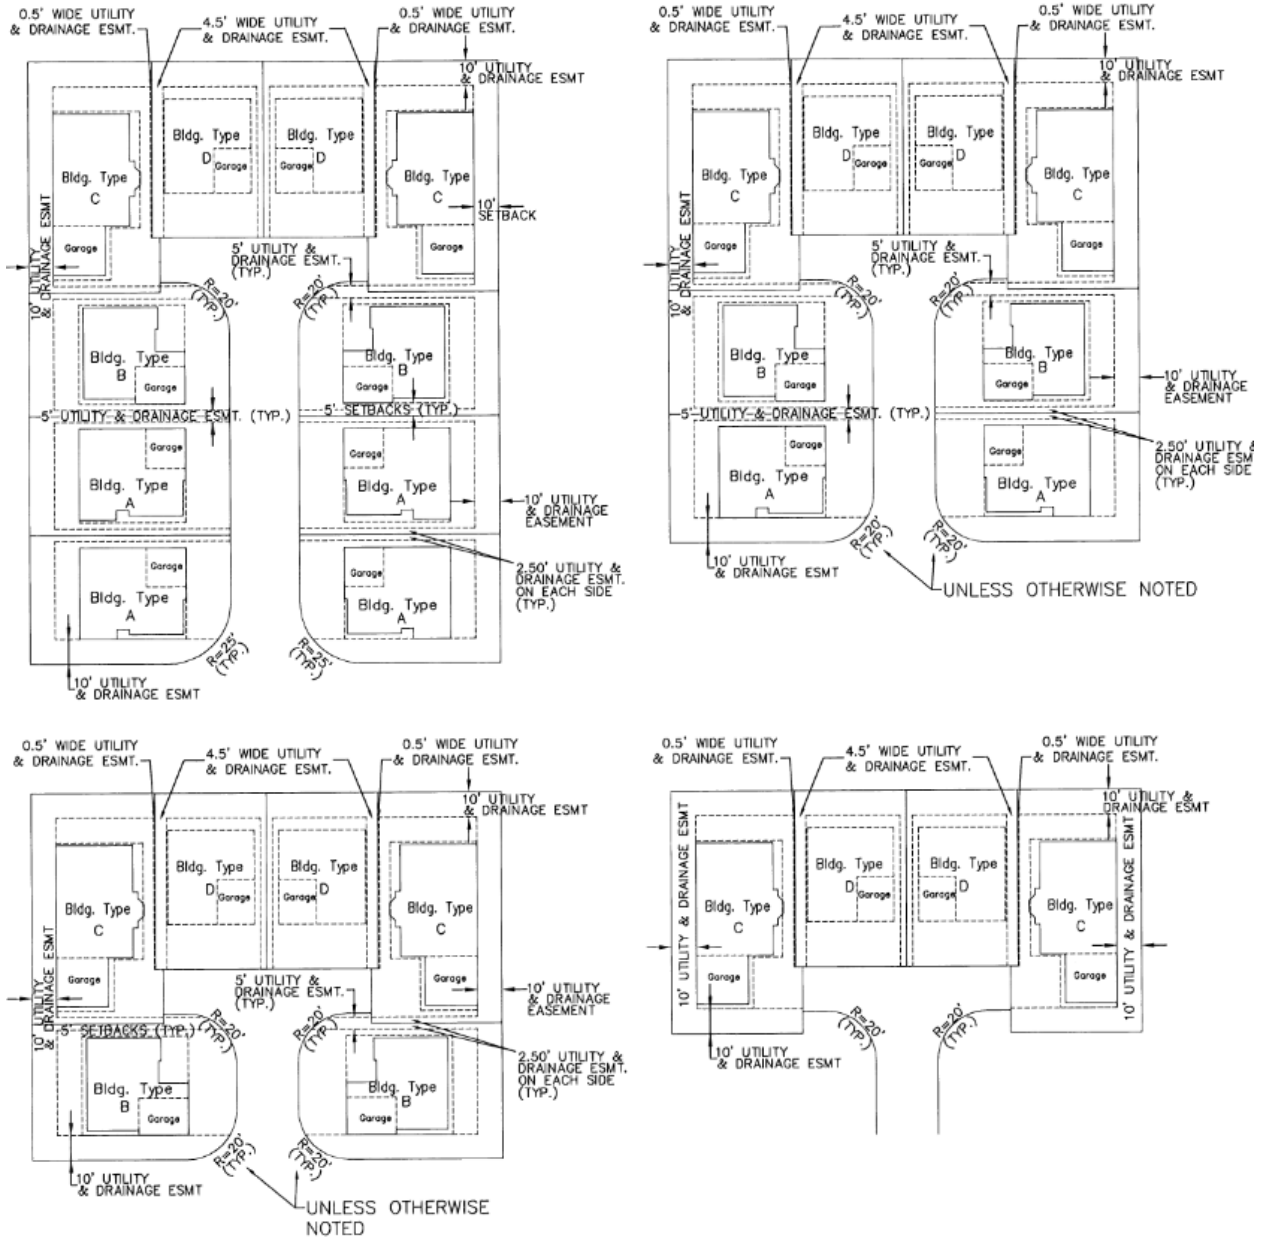 0.5' WIDE UTILITY
& DRAINAGE ESMT.
4.5' WIDE UTILITY
& DRAINAGE ESMT.
0.5' WIDE UTILITY
& DRAINAGE ESMT.
10' UTILITY
& DRAINAGE ESMT
Bldg. Type
D
Garage
Bldg. Type
D
Garage
Bldg. Type
C
Garage
Bldg. Type
C
Garage
10'
SETBACK
10' UTILITY
& DRAINAGE ESMT
5' UTILITY &
DRAINAGE ESMT.
(TYP.)
R=20'
(TYP.)
R=20'
(TYP.)
Bldg. Type
B
Garage
Bldg. Type
B
Garage
5' UTILITY & DRAINAGE ESMT. (TYP.)
5' SETBACKS (TYP.)
Garage
Bldg. Type
A
Garage
Bldg. Type
A
10' UTILITY
& DRAINAGE
EASEMENT
2.50' UTILITY &
DRAINAGE ESMT.
ON EACH SIDE
(TYP.)
Garage
Bldg. Type
A
Garage
Bldg. Type
A
R=25'
(TYP.)
R=25'
(TYP.)
10' UTILITY
& DRAINAGE ESMT
0.5' WIDE UTILITY
& DRAINAGE ESMT.
4.5' WIDE UTILITY
& DRAINAGE ESMT.
0.5' WIDE UTILITY
& DRAINAGE ESMT.
10' UTILITY
& DRAINAGE ESMT
Bldg. Type
D
Garage
Bldg. Type
D
Garage
Bldg. Type
C
Garage
Bldg. Type
C
Garage
10' UTILITY
& DRAINAGE ESMT
5' UTILITY &
DRAINAGE ESMT.
(TYP.)
R=20'
(TYP.)
R=20'
(TYP.)
Bldg. Type
B
Garage
Bldg. Type
B
Garage
10' UTILITY
& DRAINAGE
EASEMENT
5' UTILITY & DRAINAGE ESMT. (TYP.)
Garage
Bldg. Type
A
Garage
Bldg. Type
A
2.50' UTILITY &
DRAINAGE ESM
ON EACH SIDE
(TYP.)
R=20'
(TYP.)
R=20'
(TYP.)
10' UTILITY
& DRAINAGE ESMT
UNLESS OTHERWISE NOTED
0.5' WIDE UTILITY
& DRAINAGE ESMT.
4.5' WIDE UTILITY
& DRAINAGE ESMT.
0.5' WIDE UTILITY
& DRAINAGE ESMT.
10' UTILITY
& DRAINAGE ESMT
Bldg. Type
D
Garage
Bldg. Type
D
Garage
Bldg. Type
C
Garage
Bldg. Type
C
Garage
10' UTILITY
& DRAINAGE ESMT
5' UTILITY &
DRAINAGE ESMT.
(TYP.)
10' UTILITY
& DRAINAGE
EASEMENT
5' SETBACKS (TYP.)
R=20'
(TYP.)
R=20'
(TYP.)
Bldg. Type
B
Garage
Bldg. Type
B
Garage
2.50' UTILITY &
DRAINAGE ESMT.
ON EACH SIDE
(TYP.)
R=20'
(TYP.)
R=20'
(TYP.)
10' UTILITY
& DRAINAGE ESMT
UNLESS OTHERWISE
NOTED
0.5' WIDE UTILITY
& DRAINAGE ESMT.
4.5' WIDE UTILITY
& DRAINAGE ESMT.
0.5' WIDE UTILITY
& DRAINAGE ESMT.
10' UTILITY &
DRAINAGE ESMT
10' UTILITY & DRAINAGE ESMT
Bldg. Type
D
Garage
Bldg. Type
D
Garage
Bldg. Type
C
Garage
Bldg. Type
C
Garage
10' UTILITY & DRAINAGE ESMT
R=20'
(TYP.)
R=20'
(TYP.)
10' UTILITY
& DRAINAGE ESMT